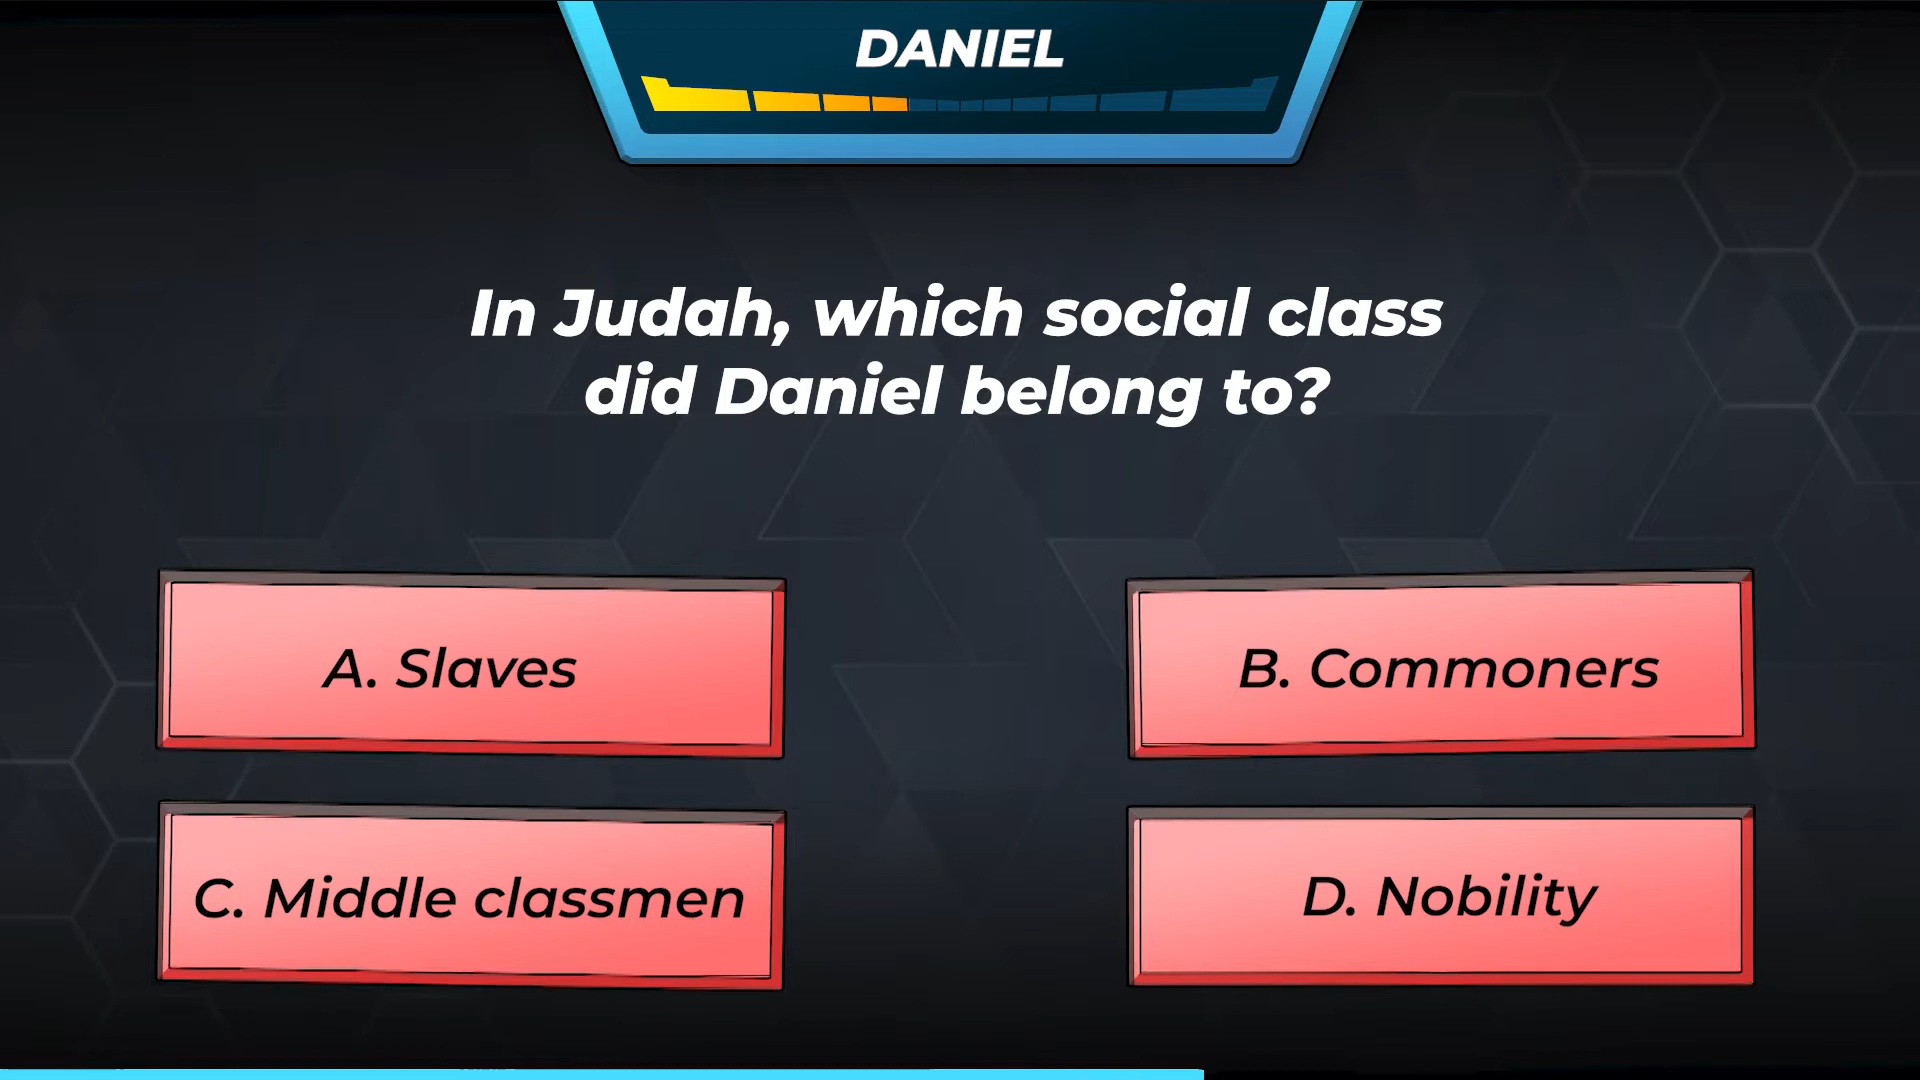 DANIEL
In Judah, which social class
did Daniel belong to?
A. Slaves
B. Commoners
C. Middle classmen
D. Nobility